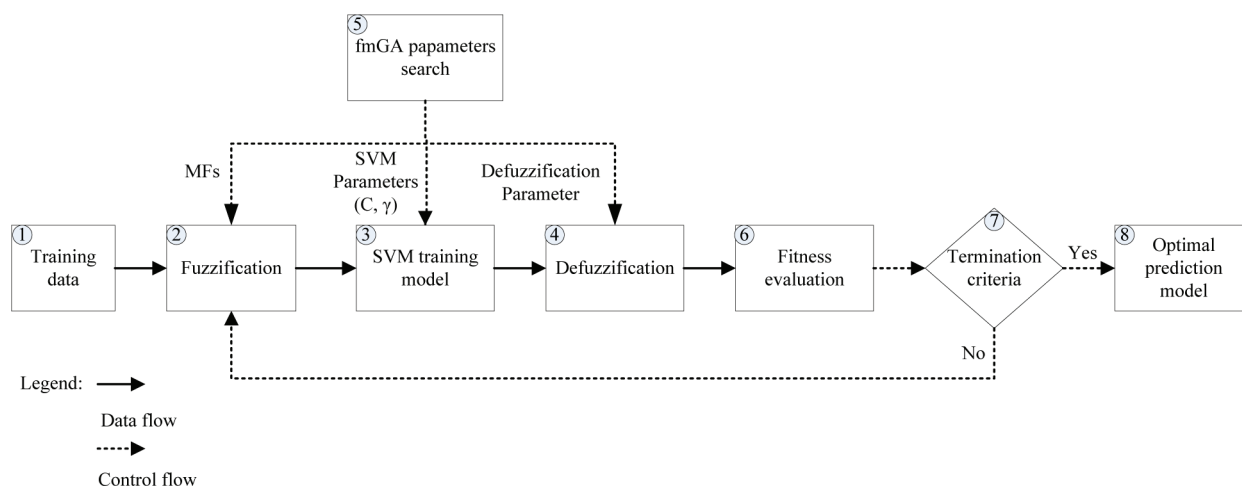 5
fmGA papameters
search
MFs
SVM
Parameters
(C, γ)
Defuzzification
Parameter
1
Training
data
2
Fuzzification
3
SVM training
model
4
Defuzzification
6
Fitness
evaluation
7
Termination
criteria
Yes
8
Optimal
prediction
model
No
Legend:
Data flow
Control flow